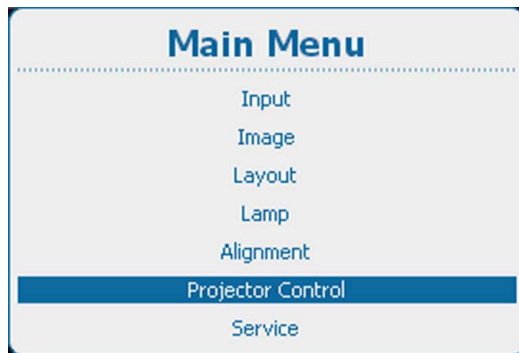 Main Menu
Input
Image
Layout
Lamp
Alignment
Projector Control
Service